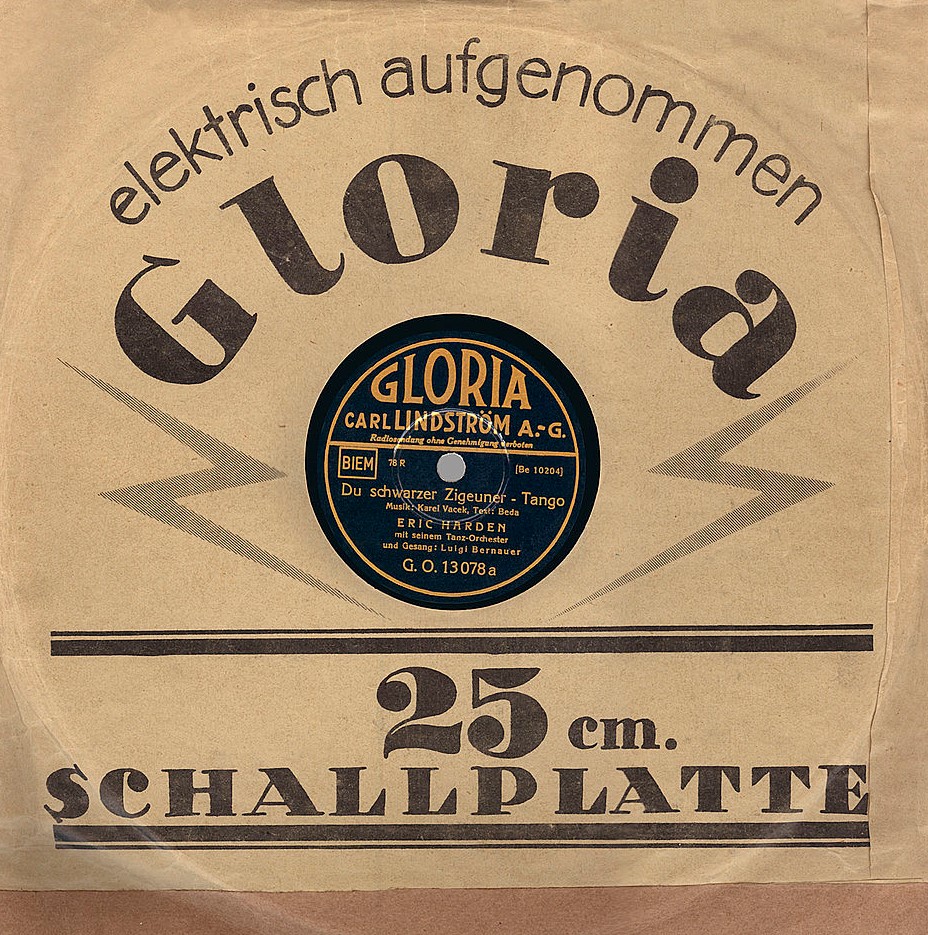 elektrisch aufgenommen
Gloria
GLORIA
CARL LINDSTRÖM A.-G.
Radiosendung ohne Genehmigung verboten
BIEM 78 R [Be 10204]
Du schwarzer Zigeuner - Tango
Musik: Karel Vacek, Text: Beda
ERIC HARDEN
mit seinem Tanz-Orchester
und Gesang: Luigi Bernauer
G. O. 13078a
25 cm.
SCHALLPLATTE